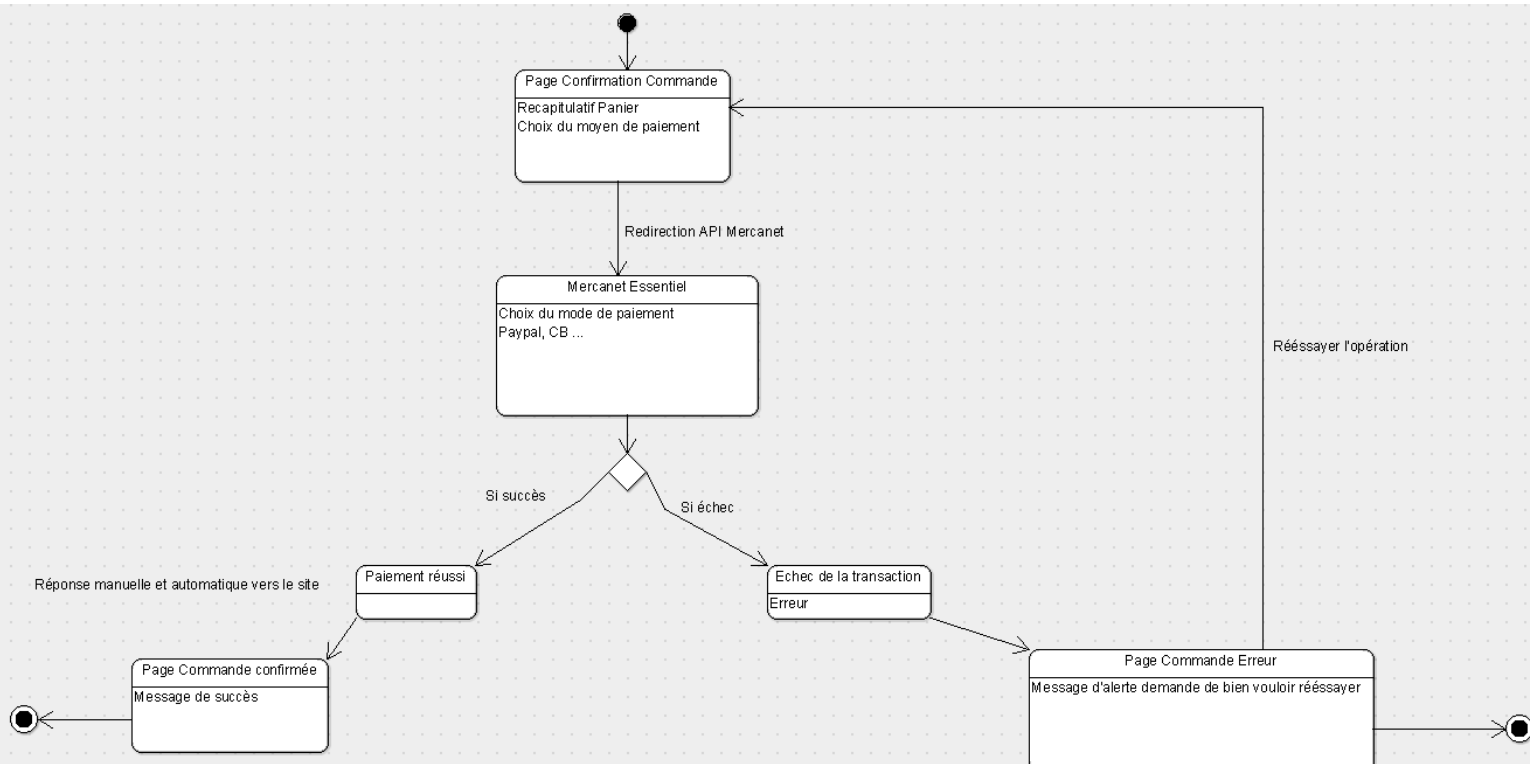 Page Confirmation Commande
Recapitulatif Panier
Choix du moyen de paiement
Redirection API Mercanet
Mercanet Essentiel
Choix du mode de paiement
Paypal, CB ...
Rééssayer l'opération
Si succès
Si échec
Paiement réussi
Echec de la transaction
Erreur
Réponse manuelle et automatique vers le site
Page Commande confirmée
Message de succès
Page Commande Erreur
Message d'alerte demande de bien vouloir rééssayer